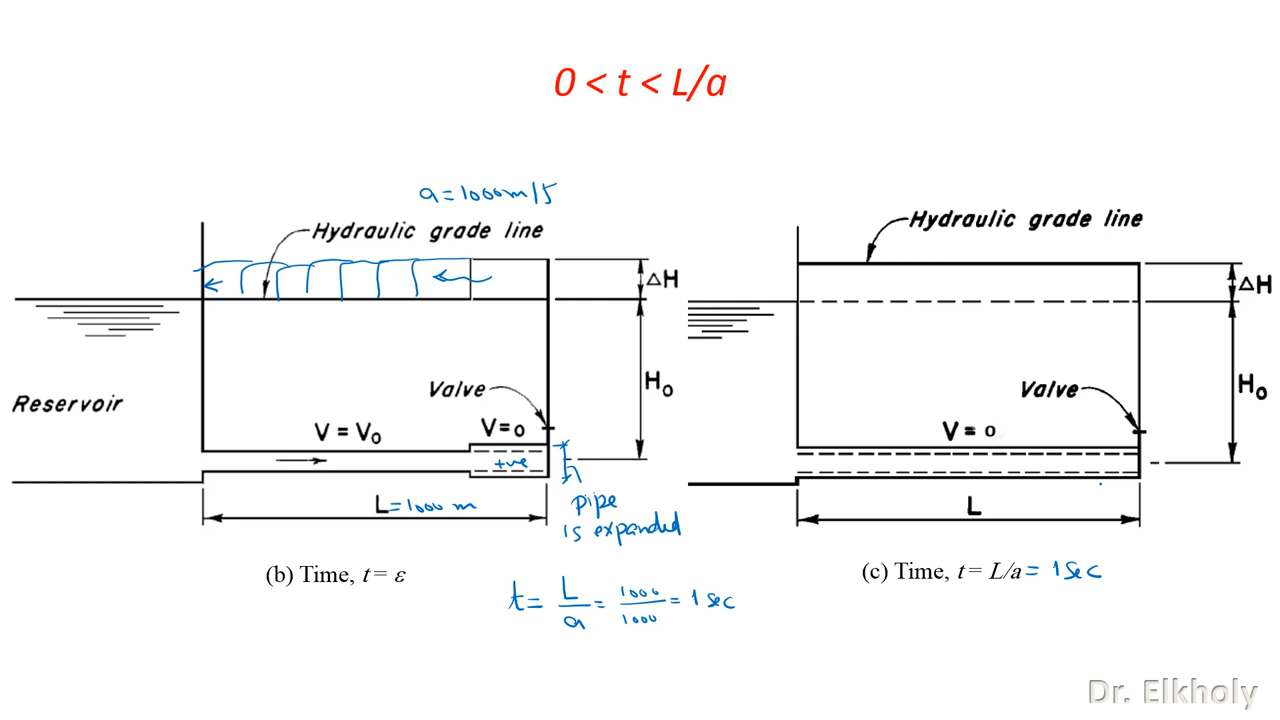 0 < t < L/a
a = 1000 m/s
Hydraulic grade line
ΔH
Reservoir
Valve
H₀
V = V₀
V = 0
+ve
L = 1000 m
pipe
is expanded
(b) Time, t = ε
t = L/a = 1000/1000 = 1 sec
Hydraulic grade line
ΔH
Valve
H₀
V = 0
L
(c) Time, t = L/a = 1 sec
Dr. Elkholy